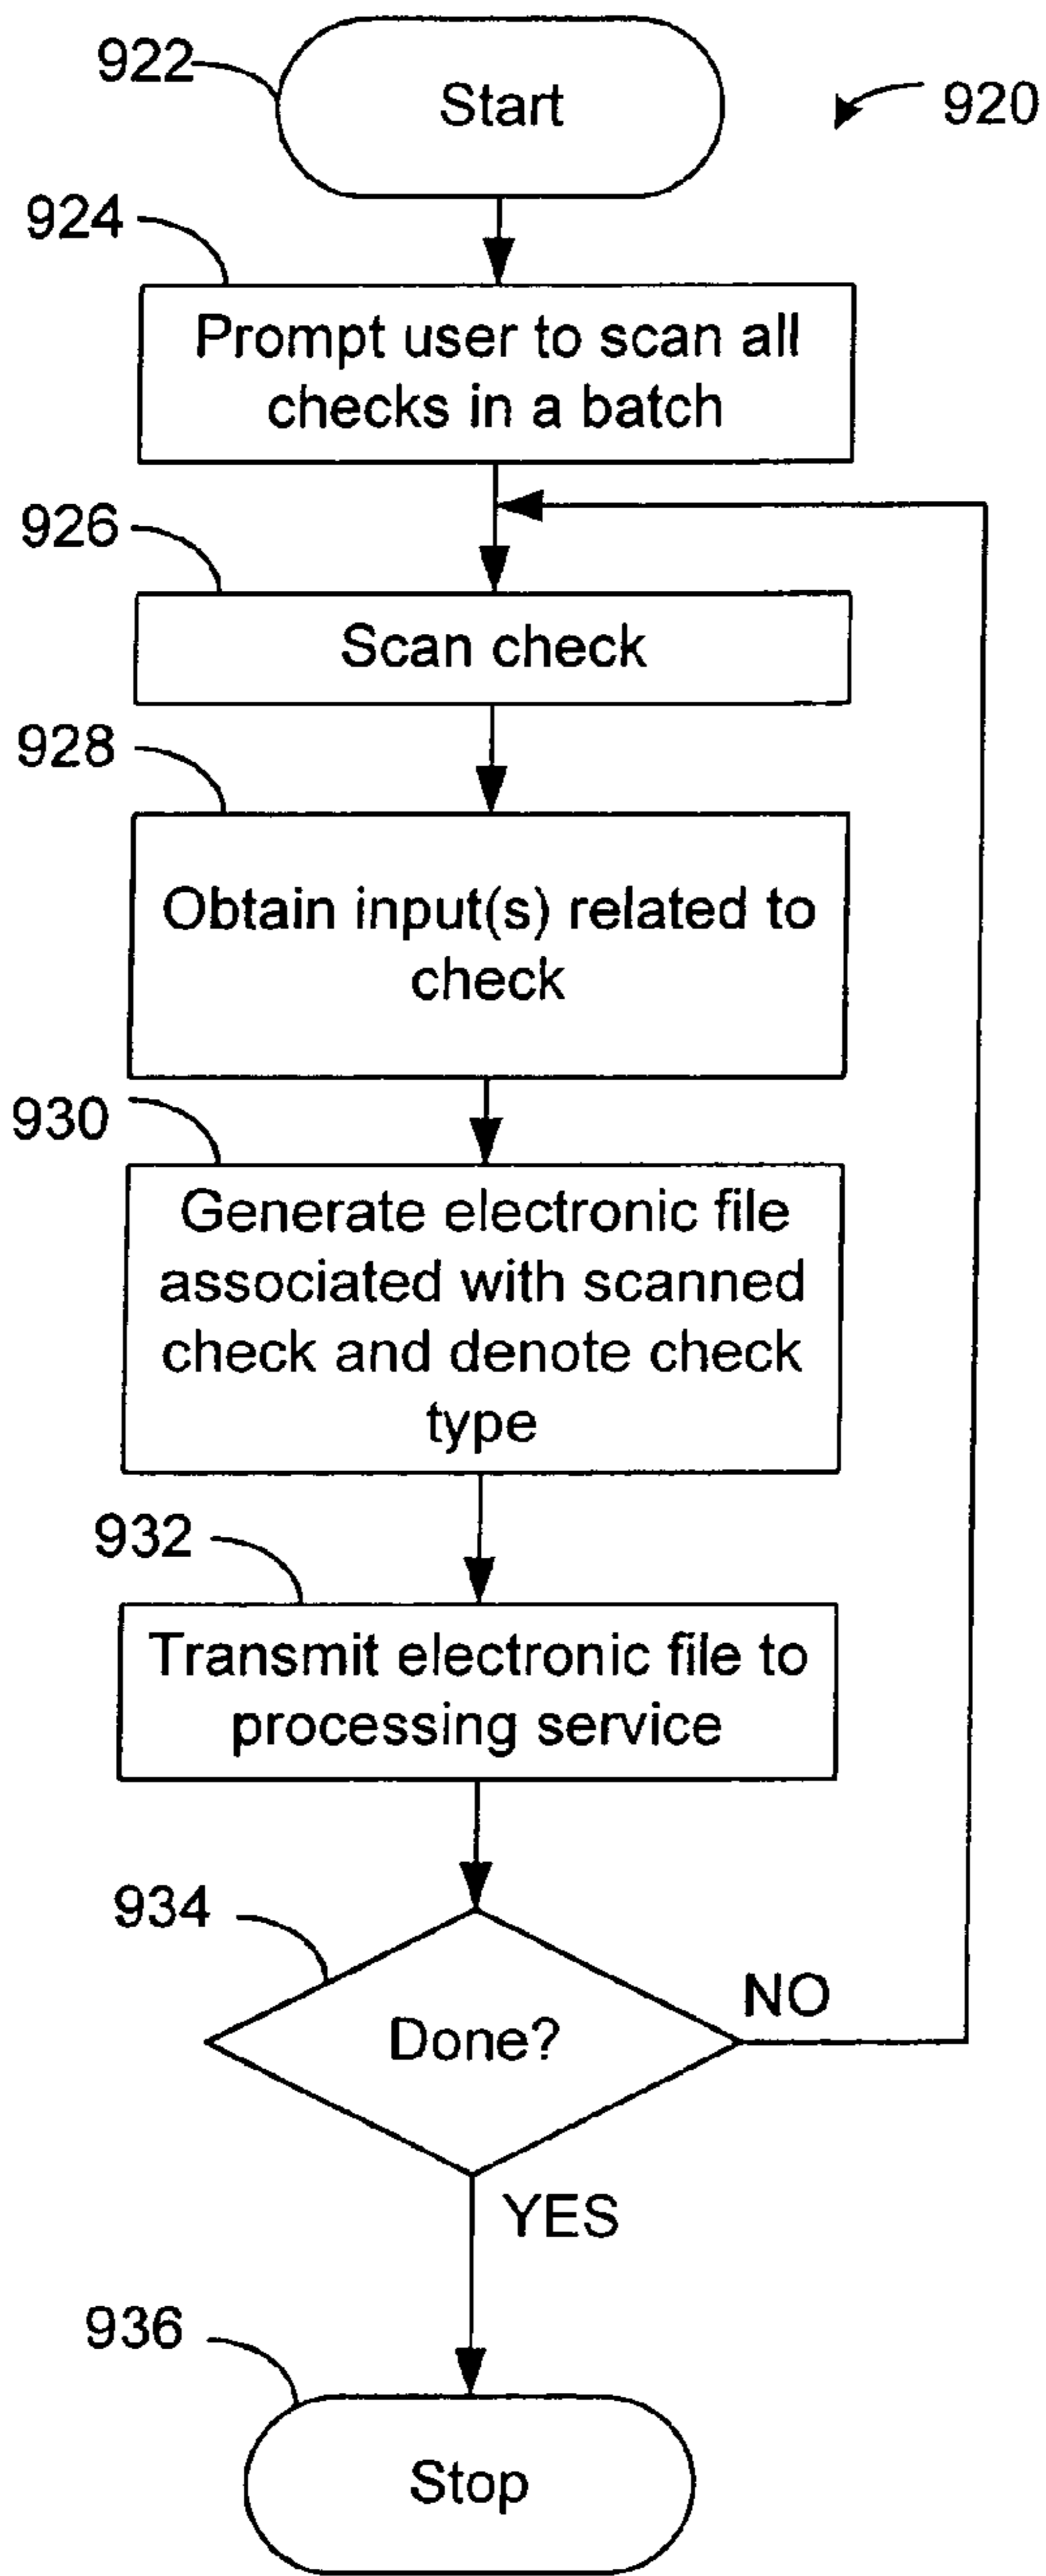 922
Start
920
924
Prompt user to scan all
checks in a batch
926
Scan check
928
Obtain input(s) related to
check
930
Generate electronic file
associated with scanned
check and denote check
type
932
Transmit electronic file to
processing service
934
NO
Done?
YES
936
Stop